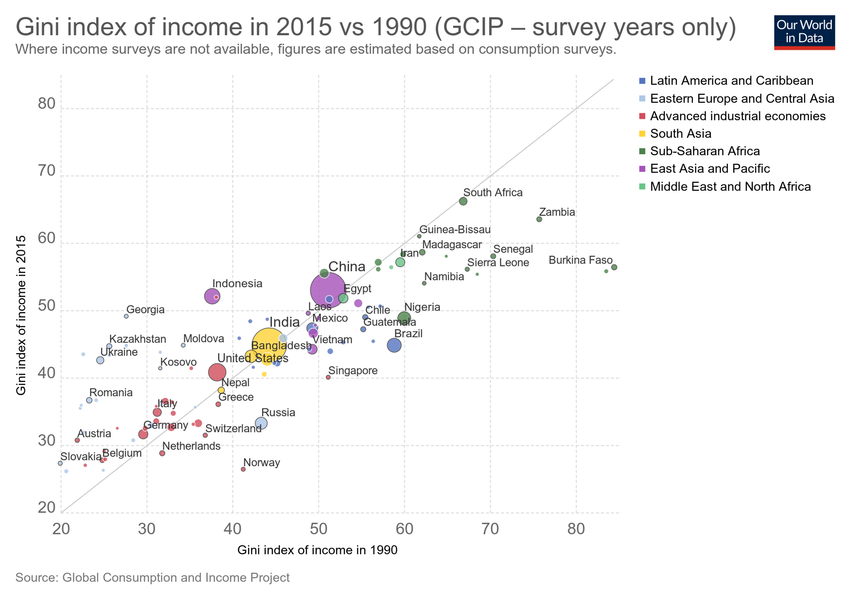 Gini index of income in 2015 vs 1990 (GCIP – survey years only)
Where income surveys are not available, figures are estimated based on consumption surveys.
Our World
in Data
Latin America and Caribbean
Eastern Europe and Central Asia
Advanced industrial economies
South Asia
Sub-Saharan Africa
East Asia and Pacific
Middle East and North Africa
Gini index of income in 2015
80
70
60
50
40
30
20
South Africa
Zambia
Guinea-Bissau
Madagascar
Iran
Senegal
Sierra Leone
Burkina Faso
China
Namibia
Indonesia
Egypt
Georgia
Laos
Chile
Nigeria
Mexico
India
Guatemala
Brazil
Kazakhstan
Moldova
Vietnam
Bangladesh
Ukraine
Kosovo
United States
Singapore
Nepal
Romania
Greece
Italy
Russia
Germany
Switzerland
Austria
Netherlands
Slovakia
Belgium
Norway
20
30
40
50
60
70
80
Gini index of income in 1990
Source: Global Consumption and Income Project